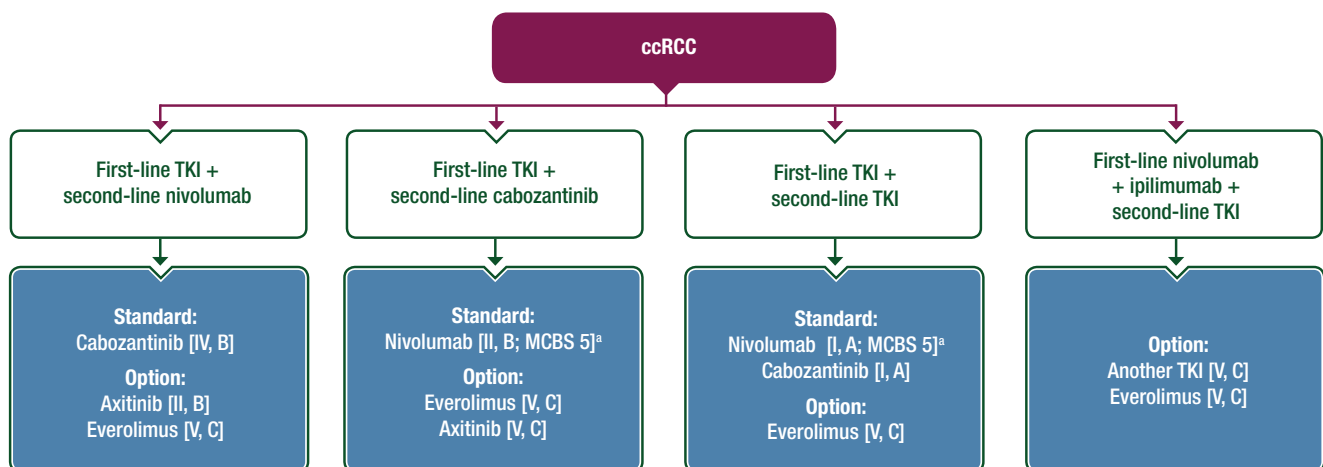 ccRCC
First-line TKI +
second-line nivolumab
First-line TKI +
second-line cabozantinib
First-line TKI +
second-line TKI
First-line nivolumab
+ ipilimumab +
second-line TKI
Standard:
Cabozantinib [IV, B]
Option:
Axitinib [II, B]
Everolimus [V, C]
Standard:
Nivolumab [II, B; MCBS 5]ª
Option:
Everolimus [V, C]
Axitinib [V, C]
Standard:
Nivolumab [I, A; MCBS 5]ª
Cabozantinib [I, A]
Option:
Everolimus [V, C]
Option:
Another TKI [V, C]
Everolimus [V, C]